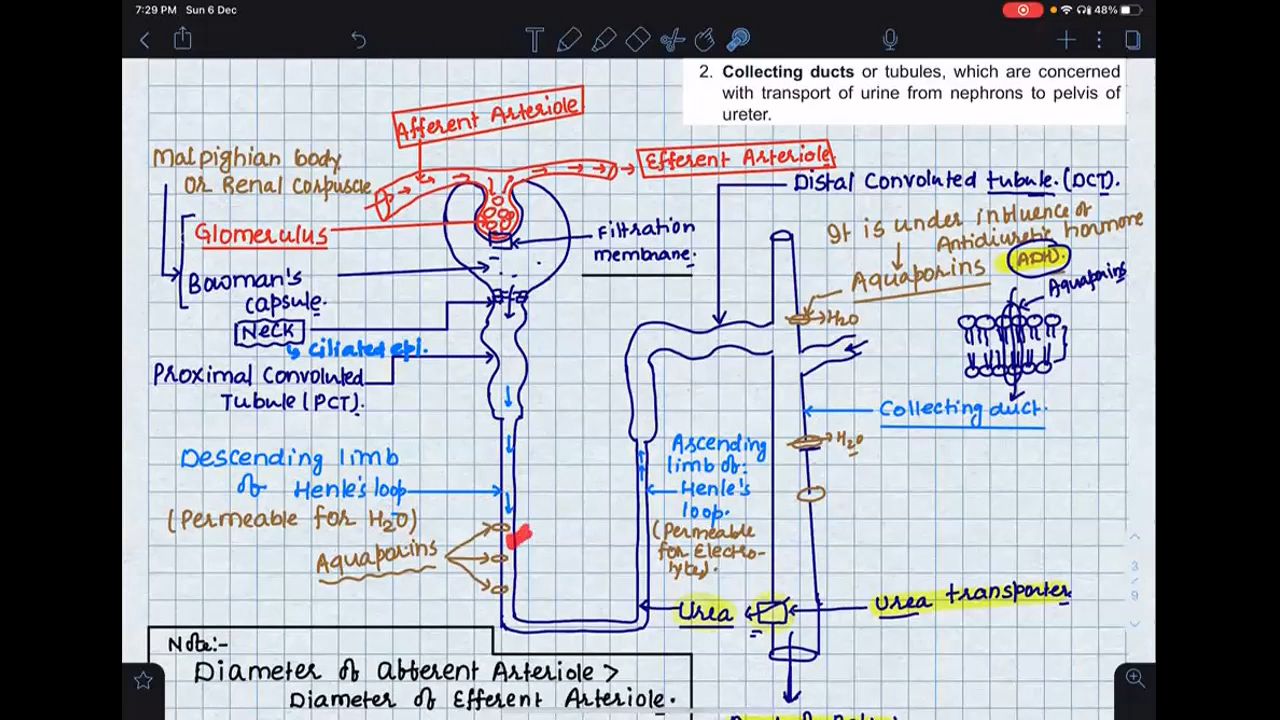 7:29 PM Sun 6 Dec
48%
2. Collecting ducts or tubules, which are concerned
with transport of urine from nephrons to pelvis of
ureter.
Afferent Arteriole
Efferent Arteriole
Malpighian body
or Renal Corpuscle
Distal Convoluted tubule. (DCT).
It is under influence of
Antidiuretic hormone
(ADH).
Aquaporins
Aquaporins
Glomerulus
Filtration
membrane.
Bowman's
capsule.
Neck
ciliated epi.
H2O
Proximal Convoluted
Tubule (PCT).
Collecting duct.
H2O
Descending limb
of Henle's loop
(Permeable for H2O)
Aquaporins
Ascending
limb of
Henle's
loop.
(Permeable
for Electro-
lytes).
Urea
Urea transporter
3
9
Note:-
Diameter of afferent Arteriole >
Diameter of Efferent Arteriole.